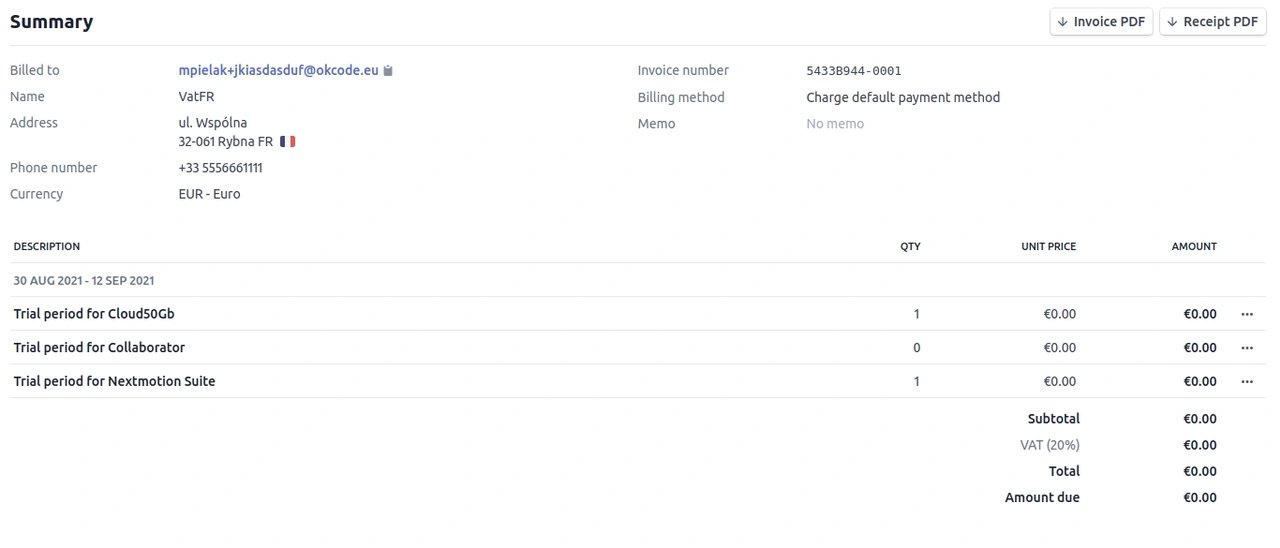 Summary
Invoice PDF Receipt PDF
Billed to mpielak+jkiasdasduf@okcode.eu
Name VatFR
Address ul. Wspólna
32-061 Rybna FR
Phone number +33 5556661111
Currency EUR - Euro
Invoice number 5433B944-0001
Billing method Charge default payment method
Memo No memo
DESCRIPTION QTY UNIT PRICE AMOUNT
30 AUG 2021 - 12 SEP 2021
Trial period for Cloud50Gb 1 €0.00 €0.00
Trial period for Collaborator 0 €0.00 €0.00
Trial period for Nextmotion Suite 1 €0.00 €0.00
Subtotal €0.00
VAT (20%) €0.00
Total €0.00
Amount due €0.00